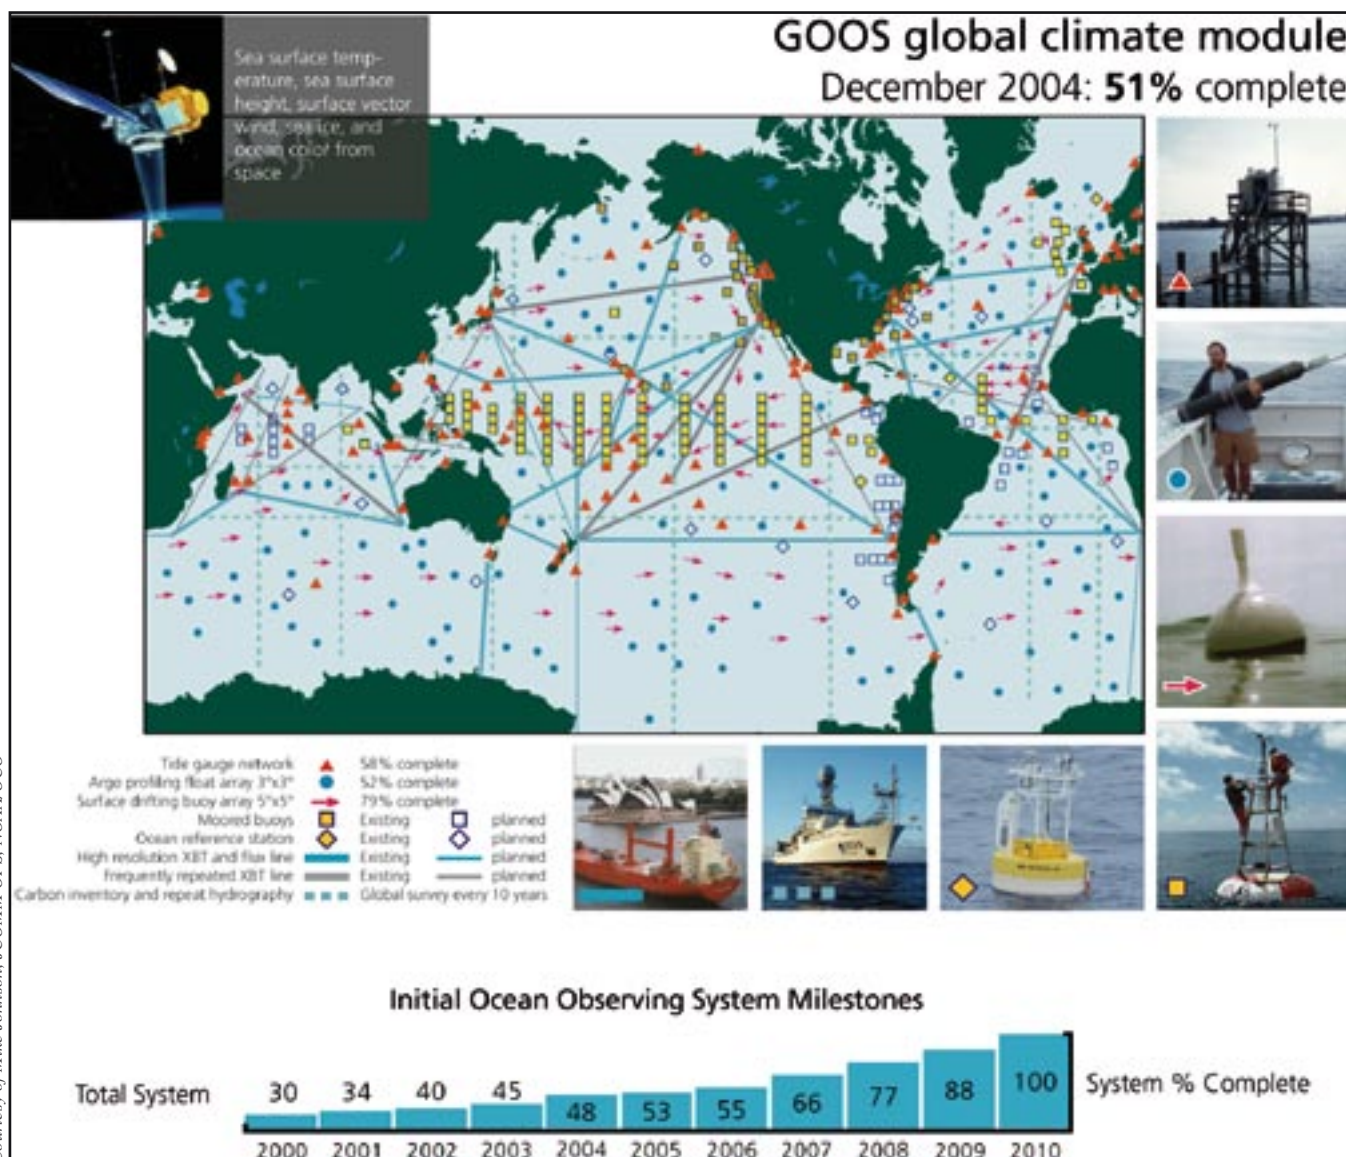 GOOS global climate module
December 2004: 51% complete
Sea surface temp-
erature, sea surface
height, surface vector
wind, sea ice, and
ocean color from
space
Tide gauge network 58% complete
Argo profiling float array 3°x3° 52% complete
Surface drifting buoy array 5°x5° 79% complete
Moored buoys Existing planned
Ocean reference station Existing planned
High resolution XBT and flux line Existing planned
Frequently repeated XBT line Existing planned
Carbon inventory and repeat hydrography Global survey every 10 years
Initial Ocean Observing System Milestones
Total System 30 34 40 45 48 53 55 66 77 88 100 System % Complete
2000 2001 2002 2003 2004 2005 2006 2007 2008 2009 2010